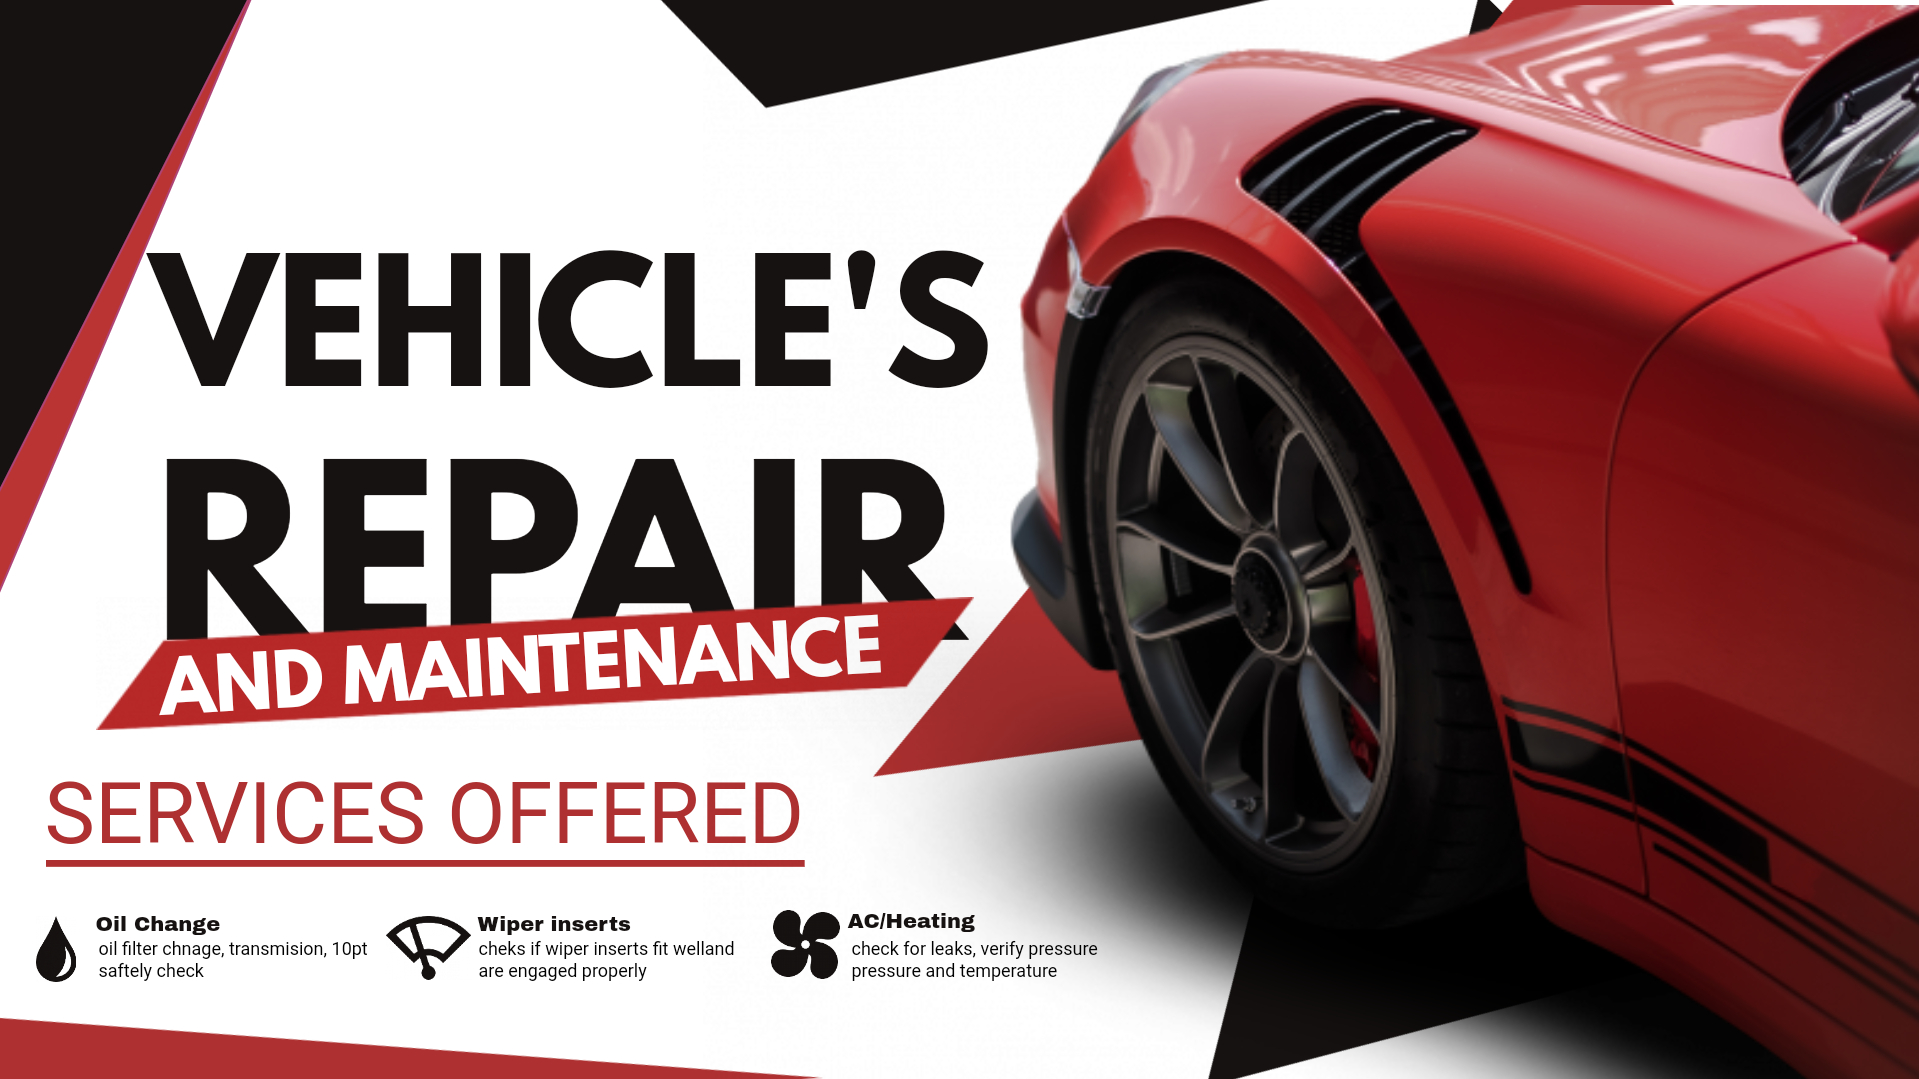 VEHICLE'S
REPAIR
AND MAINTENANCE
SERVICES OFFERED
Oil Change
oil filter chnage, transmision, 10pt
saftely check
Wiper inserts
cheks if wiper inserts fit welland
are engaged properly
AC/Heating
check for leaks, verify pressure
pressure and temperature